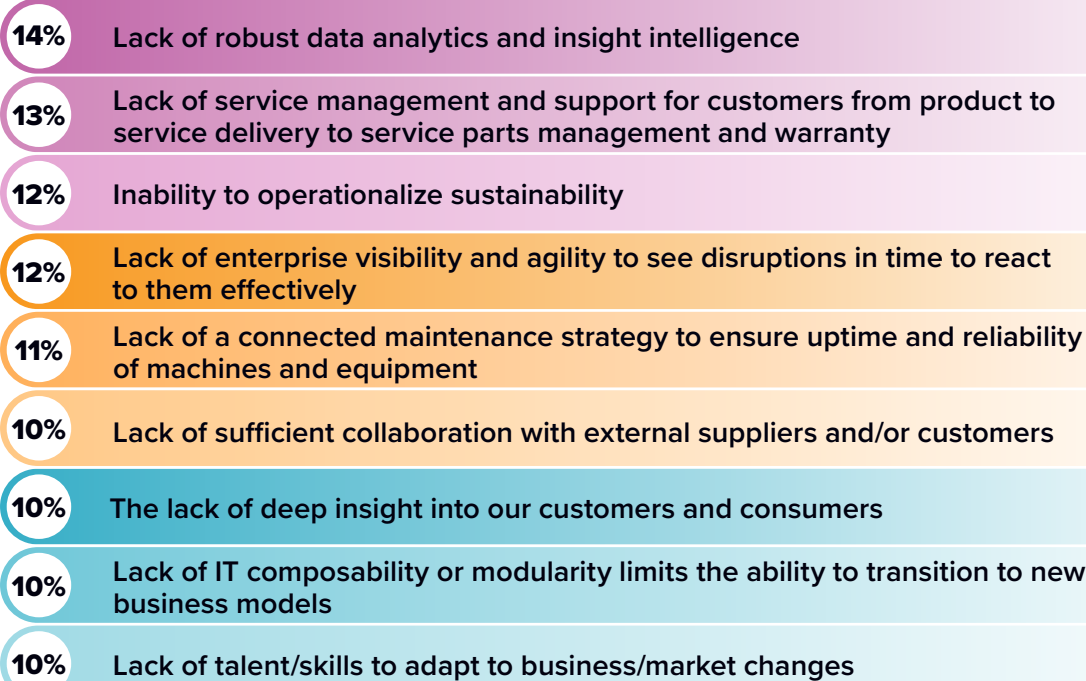 14%
Lack of robust data analytics and insight intelligence
13%
Lack of service management and support for customers from product to
service delivery to service parts management and warranty
12%
Inability to operationalize sustainability
12%
Lack of enterprise visibility and agility to see disruptions in time to react
to them effectively
11%
Lack of a connected maintenance strategy to ensure uptime and reliability
of machines and equipment
10%
Lack of sufficient collaboration with external suppliers and/or customers
10%
The lack of deep insight into our customers and consumers
10%
Lack of IT composability or modularity limits the ability to transition to new
business models
10%
Lack of talent/skills to adapt to business/market changes